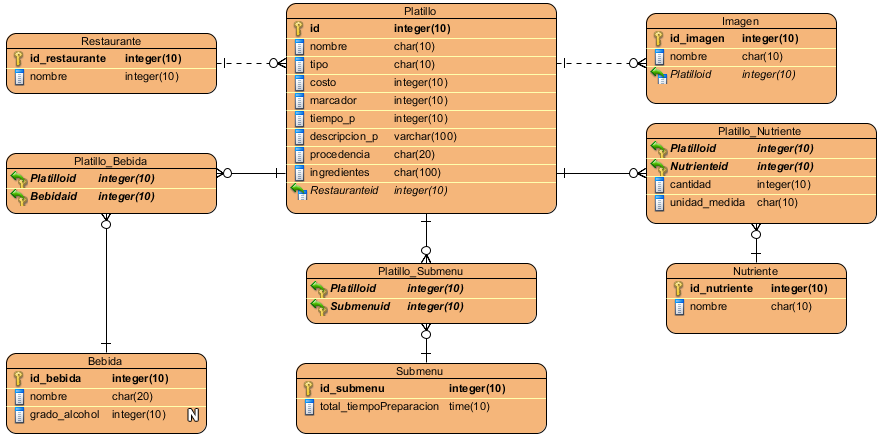 Restaurante
id_restaurante integer(10)
nombre integer(10)
Platillo
id integer(10)
nombre char(10)
tipo char(10)
costo integer(10)
marcador integer(10)
tiempo_p integer(10)
descripcion_p varchar(100)
procedencia char(20)
ingredientes char(100)
Restauranteid integer(10)
Imagen
id_imagen integer(10)
nombre char(10)
Platilloid integer(10)
Platillo_Bebida
Platilloid integer(10)
Bebidaid integer(10)
Platillo_Nutriente
Platilloid integer(10)
Nutrienteid integer(10)
cantidad integer(10)
unidad_medida char(10)
Platillo_Submenu
Platilloid integer(10)
Submenuid integer(10)
Nutriente
id_nutriente integer(10)
nombre char(10)
Bebida
id_bebida integer(10)
nombre char(20)
grado_alcohol integer(10) N
Submenu
id_submenu integer(10)
total_tiempoPreparacion time(10)